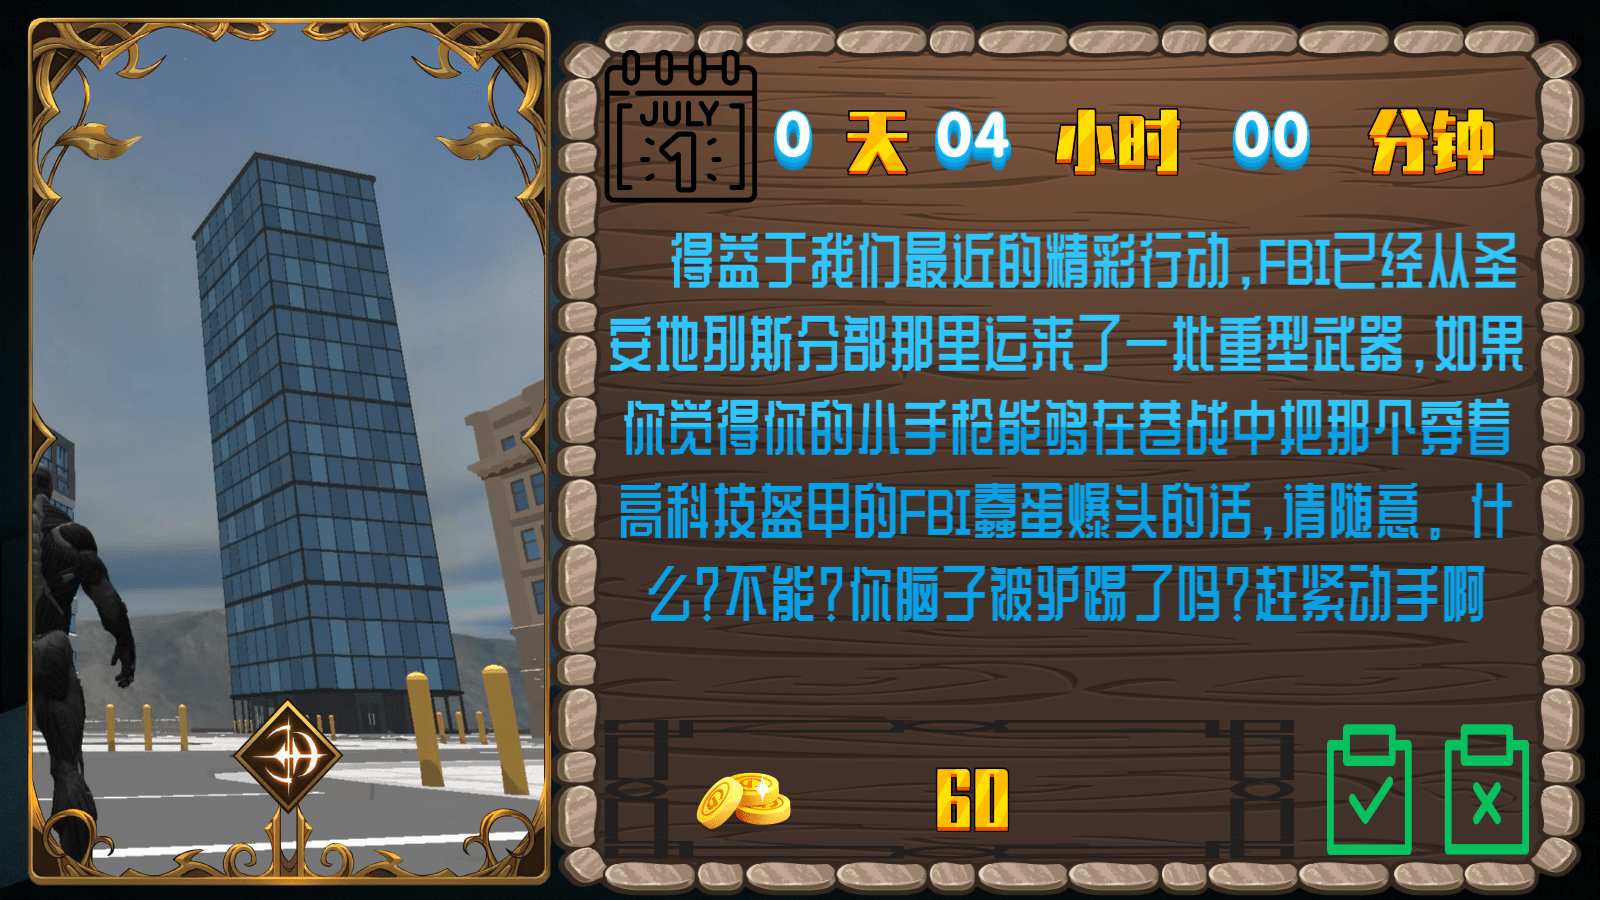 JULY
1
0 天 04 小时 00 分钟
得益于我们最近的精彩行动,FBI已经从圣
安地列斯分部那里运来了一批重型武器,如果
你觉得你的小手枪能够在巷战中把那个穿着
高科技盔甲的FBI蠢蛋爆头的话,请随意。什
么?不能?你脑子被驴踢了吗?赶紧动手啊
60